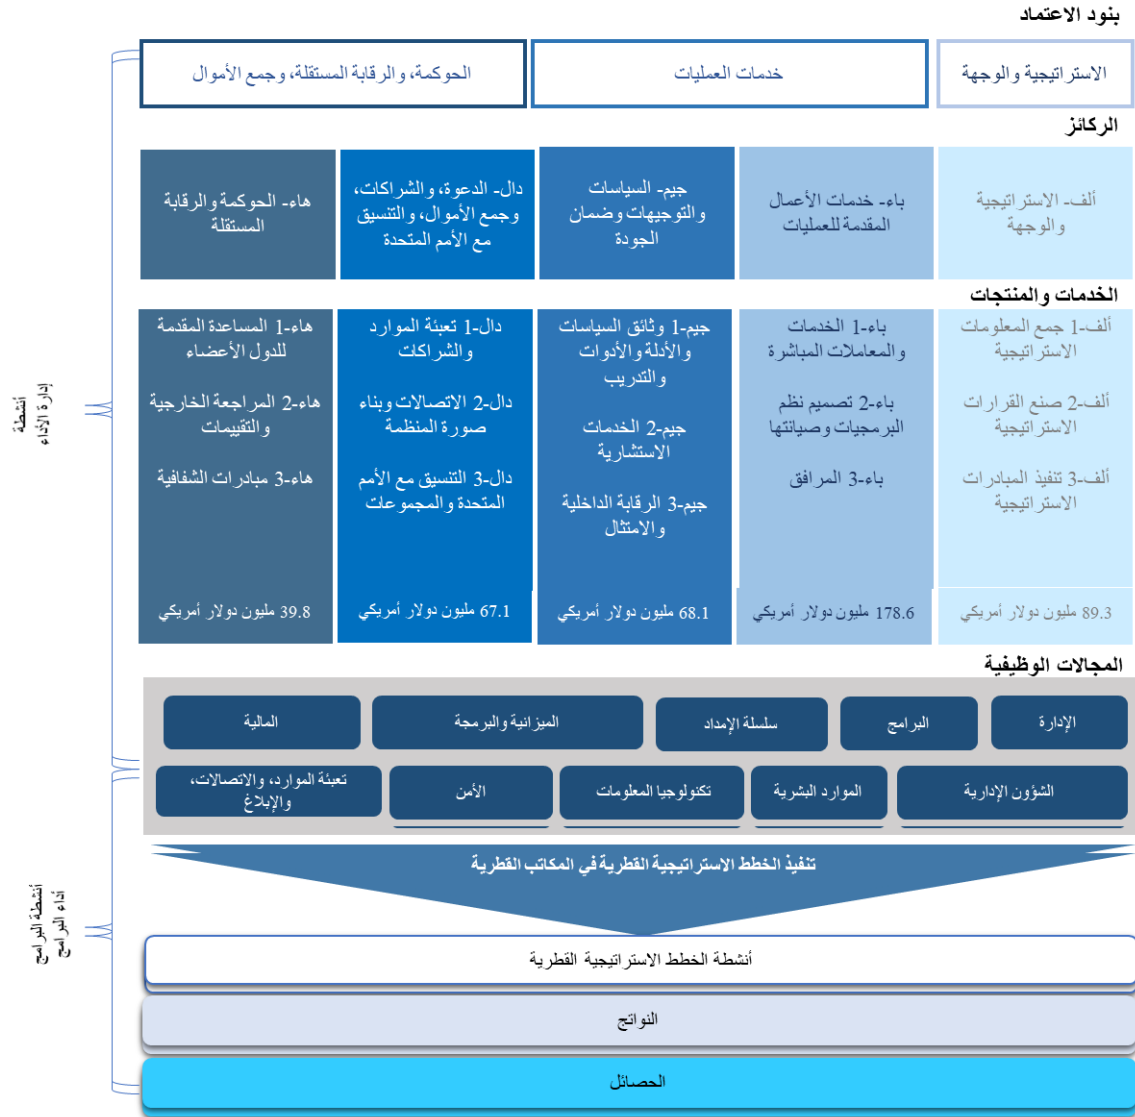 بنود الاعتماد
الاستراتيجية والوجهة
خدمات العمليات
الحوكمة، والرقابة المستقلة، وجمع الأموال
الركائز
ألف- الاستراتيجية
والوجهة
باء- خدمات الأعمال
المقدمة للعمليات
جيم- السياسات
والتوجيهات وضمان
الجودة
دال- الدعوة، والشراكات،
وجمع الأموال، والتنسيق
مع الأمم المتحدة
هاء- الحوكمة والرقابة
المستقلة
الخدمات والمنتجات
ألف-1 جمع المعلومات
الاستراتيجية
ألف-2 صنع القرارات
الاستراتيجية
ألف-3 تنفيذ المبادرات
الاستراتيجية
89.3 مليون دولار أمريكي
باء-1 الخدمات
والمعاملات المباشرة
باء-2 تصميم نظم
البرمجيات وصيانتها
باء-3 المرافق
178.6 مليون دولار أمريكي
جيم-1 وثائق السياسات
والأدلة والأدوات
والتدريب
جيم-2 الخدمات
الاستشارية
جيم-3 الرقابة الداخلية
والامتثال
68.1 مليون دولار أمريكي
دال-1 تعبئة الموارد
والشراكات
دال-2 الاتصالات وبناء
صورة المنظمة
دال-3 التنسيق مع الأمم
المتحدة والمجموعات
67.1 مليون دولار أمريكي
هاء-1 المساعدة المقدمة
للدول الأعضاء
هاء-2 المراجعة الخارجية
والتقييمات
هاء-3 مبادرات الشفافية
39.8 مليون دولار أمريكي
أنشطة
إدارة الأداء
المجالات الوظيفية
الإدارة
البرامج
سلسلة الإمداد
الميزانية والبرمجة
المالية
الشؤون الإدارية
الموارد البشرية
تكنولوجيا المعلومات
الأمن
تعبئة الموارد، والاتصالات،
والإبلاغ
تنفيذ الخطط الاستراتيجية القطرية في المكاتب القطرية
أنشطة البرامج
أداء البرامج
أنشطة الخطط الاستراتيجية القطرية
النواتج
الحصائل